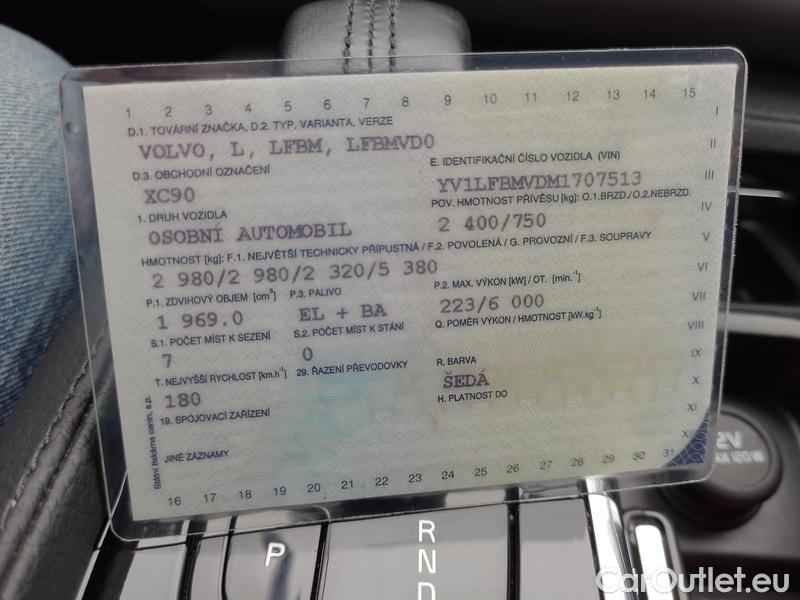 1 2 3 4 5 6 7 8 9 10 11 12 13 14 15
D.1. TOVÁRNÍ ZNAČKA, D.2. TYP, VARIANTA, VERZE
I
VOLVO, L, LFBM, LFBMVD0
II
D.3. OBCHODNÍ OZNAČENÍ
E. IDENTIFIKAČNÍ ČÍSLO VOZIDLA (VIN)
XC90
YV1LFBMVDM1707513
III
1. DRUH VOZIDLA
POV. HMOTNOST PŘÍVĚSU [kg]: O.1.BRZD./O.2.NEBRZD.
OSOBNÍ AUTOMOBIL
2 400/750
IV
HMOTNOST [kg]: F.1. NEJVĚTŠÍ TECHNICKY PŘÍPUSTNÁ / F.2. POVOLENÁ / G. PROVOZNÍ / F.3. SOUPRAVY
V
2 980/2 980/2 320/5 380
VI
P.1. ZDVIHOVÝ OBJEM [cm³]
P.3. PALIVO
P.2. MAX. VÝKON [kW] / OT. [min.⁻¹]
1 969.0
EL + BA
223/6 000
VII
S.1. POČET MÍST K SEZENÍ
S.2. POČET MÍST K STÁNÍ
Q. POMĚR VÝKON / HMOTNOST [kW.kg⁻¹]
VIII
7
0
T. NEJVYŠŠÍ RYCHLOST [km.h⁻¹]
29. ŘAZENÍ PŘEVODOVKY
R. BARVA
IX
180
ŠEDÁ
X
19. SPOJOVACÍ ZAŘÍZENÍ
H. PLATNOST DO
XI
JINÉ ZÁZNAMY
XII
Státní tiskárna cenin, s.p.
16 17 18 19 20 21 22 23 24 25 26 27 28 29 30 31
P
R
N
D
2V
AX 120W
CarOutlet.eu